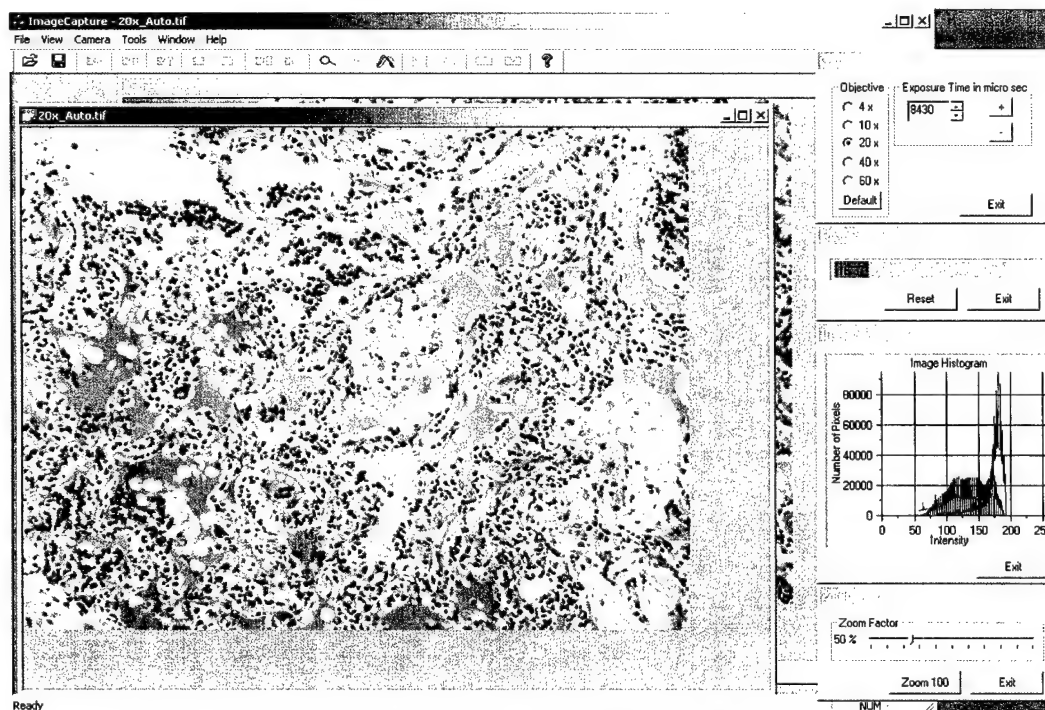 ImageCapture - 20x_Auto.tif
File View Camera Tools Window Help
20x_Auto.tif
Objective
4 x
10 x
20 x
40 x
60 x
Default
Exposure Time in micro sec
8430
+
-
Exit
Reset Exit
Image Histogram
Number of Pixels
80000
60000
40000
20000
0
0 50 100 150 200 25
Intensity
Exit
Zoom Factor
50 %
Zoom 100 Exit
Ready NUM